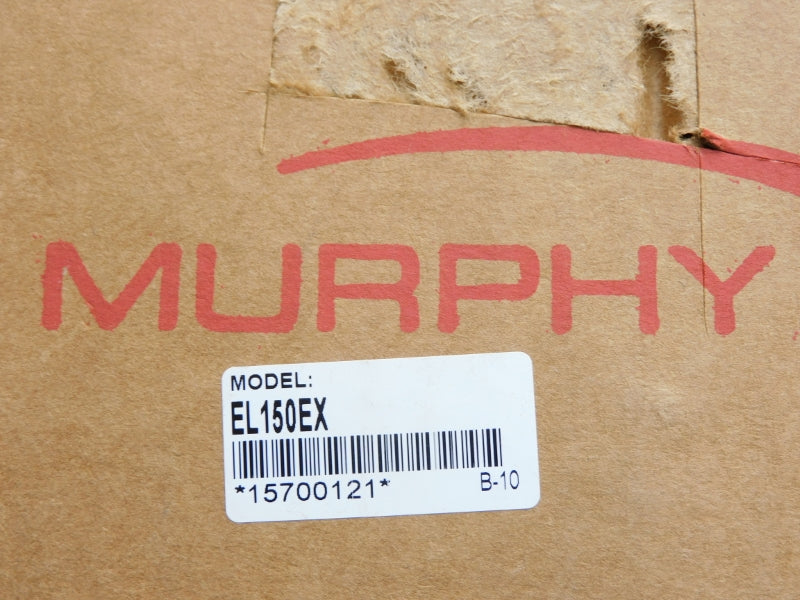 MURPHY
MODEL:
EL150EX
*15700121*
B-10